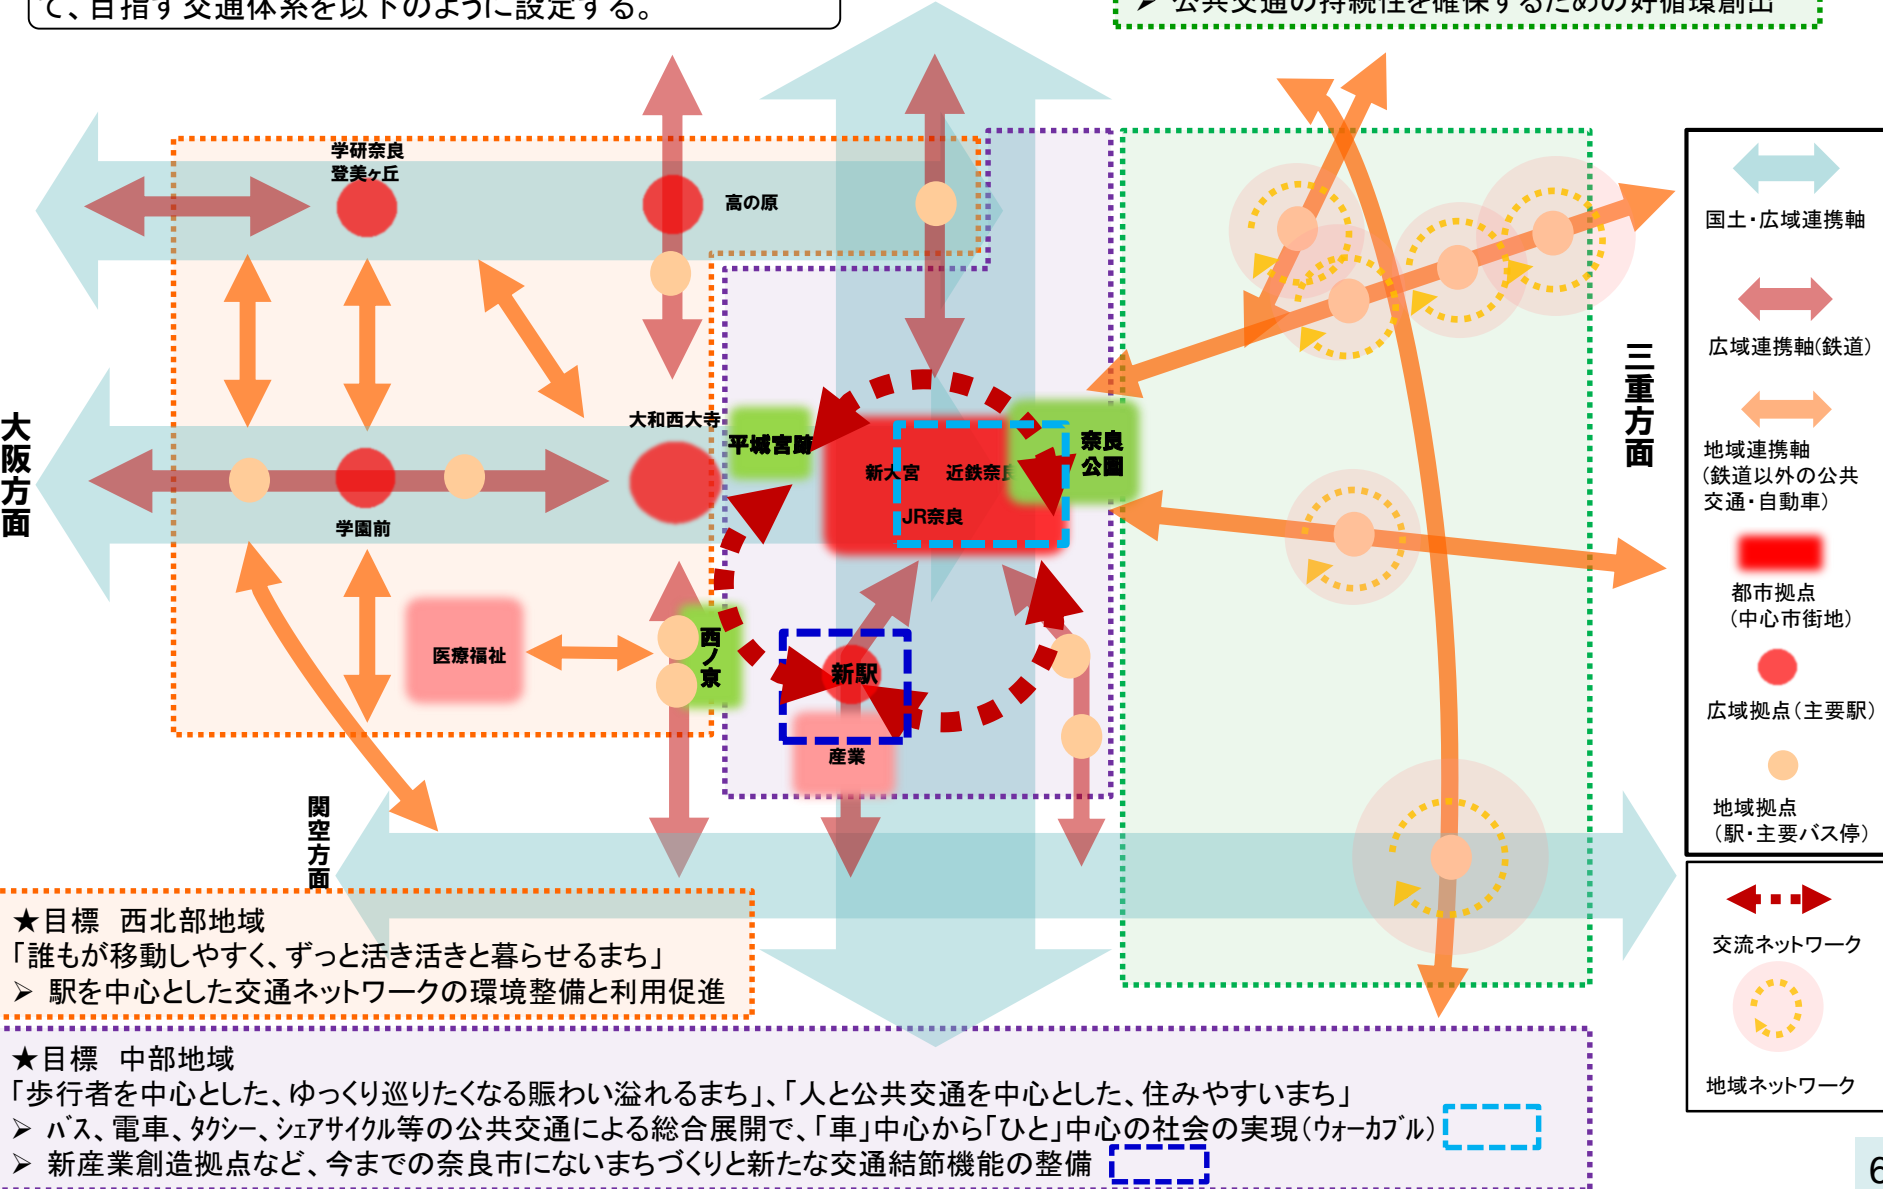 て、目指す交通体系を以下のように設定する。
➢ 公共交通の持続性を確保するための好循環創出
学研奈良
登美ヶ丘
高の原
大和西大寺
平城宮跡
新大宮
近鉄奈良
JR奈良
奈良
公園
学園前
大阪方面
三重方面
医療福祉
西ノ京
新駅
産業
関空方面
国土・広域連携軸
広域連携軸(鉄道)
地域連携軸
(鉄道以外の公共
交通・自動車)
都市拠点
(中心市街地)
広域拠点(主要駅)
地域拠点
(駅・主要バス停)
交流ネットワーク
地域ネットワーク
★目標 西北部地域
「誰もが移動しやすく、ずっと活き活きと暮らせるまち」
➢ 駅を中心とした交通ネットワークの環境整備と利用促進
★目標 中部地域
「歩行者を中心とした、ゆっくり巡りたくなる賑わい溢れるまち」、「人と公共交通を中心とした、住みやすいまち」
➢ バス、電車、タクシー、シェアサイクル等の公共交通による総合展開で、「車」中心から「ひと」中心の社会の実現(ウォーカブル)
➢ 新産業創造拠点など、今までの奈良市にないまちづくりと新たな交通結節機能の整備
6